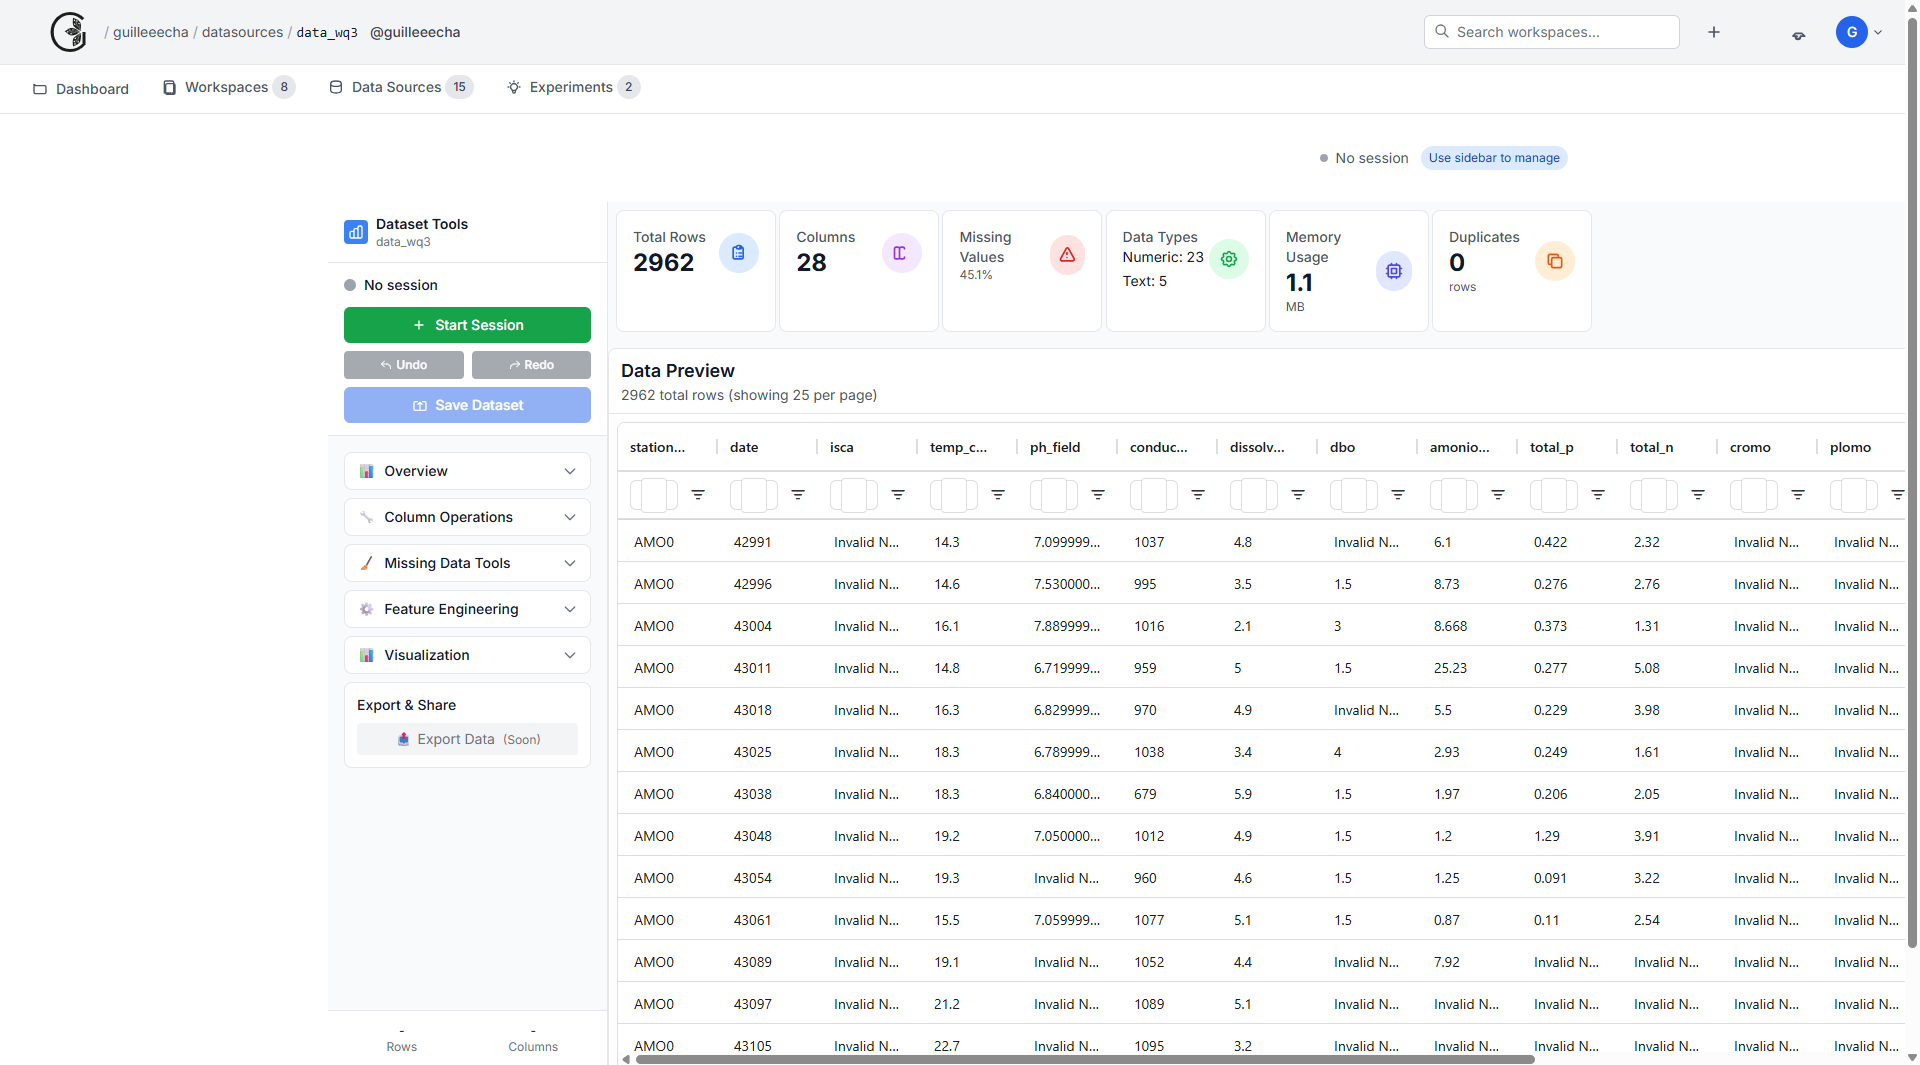 / guilleeecha / datasources / data_wq3 @guilleeecha
Search workspaces...
G
Dashboard
Workspaces 8
Data Sources 15
Experiments 2
No session
Use sidebar to manage
Dataset Tools
data_wq3
No session
+ Start Session
Undo
Redo
Save Dataset
Overview
Column Operations
Missing Data Tools
Feature Engineering
Visualization
Export & Share
Export Data (Soon)
- -
Rows Columns
Total Rows
2962
Columns
28
Missing
Values
45.1%
Data Types
Numeric: 23
Text: 5
Memory
Usage
1.1
MB
Duplicates
0
rows
Data Preview
2962 total rows (showing 25 per page)
station... date isca temp_c... ph_field conduc... dissolv... dbo amonio... total_p total_n cromo plomo
AMO0 42991 Invalid N... 14.3 7.099999... 1037 4.8 Invalid N... 6.1 0.422 2.32 Invalid N... Invalid N...
AMO0 42996 Invalid N... 14.6 7.530000... 995 3.5 1.5 8.73 0.276 2.76 Invalid N... Invalid N...
AMO0 43004 Invalid N... 16.1 7.889999... 1016 2.1 3 8.668 0.373 1.31 Invalid N... Invalid N...
AMO0 43011 Invalid N... 14.8 6.719999... 959 5 1.5 25.23 0.277 5.08 Invalid N... Invalid N...
AMO0 43018 Invalid N... 16.3 6.829999... 970 4.9 Invalid N... 5.5 0.229 3.98 Invalid N... Invalid N...
AMO0 43025 Invalid N... 18.3 6.789999... 1038 3.4 4 2.93 0.249 1.61 Invalid N... Invalid N...
AMO0 43038 Invalid N... 18.3 6.840000... 679 5.9 1.5 1.97 0.206 2.05 Invalid N... Invalid N...
AMO0 43048 Invalid N... 19.2 7.050000... 1012 4.9 1.5 1.2 1.29 3.91 Invalid N... Invalid N...
AMO0 43054 Invalid N... 19.3 Invalid N... 960 4.6 1.5 1.25 0.091 3.22 Invalid N... Invalid N...
AMO0 43061 Invalid N... 15.5 7.059999... 1077 5.1 1.5 0.87 0.11 2.54 Invalid N... Invalid N...
AMO0 43089 Invalid N... 19.1 Invalid N... 1052 4.4 Invalid N... 7.92 Invalid N... Invalid N... Invalid N... Invalid N...
AMO0 43097 Invalid N... 21.2 Invalid N... 1089 5.1 Invalid N... Invalid N... Invalid N... Invalid N... Invalid N... Invalid N...
AMO0 43105 Invalid N... 22.7 Invalid N... 1095 3.2 Invalid N... Invalid N... Invalid N... Invalid N... Invalid N... Invalid N...